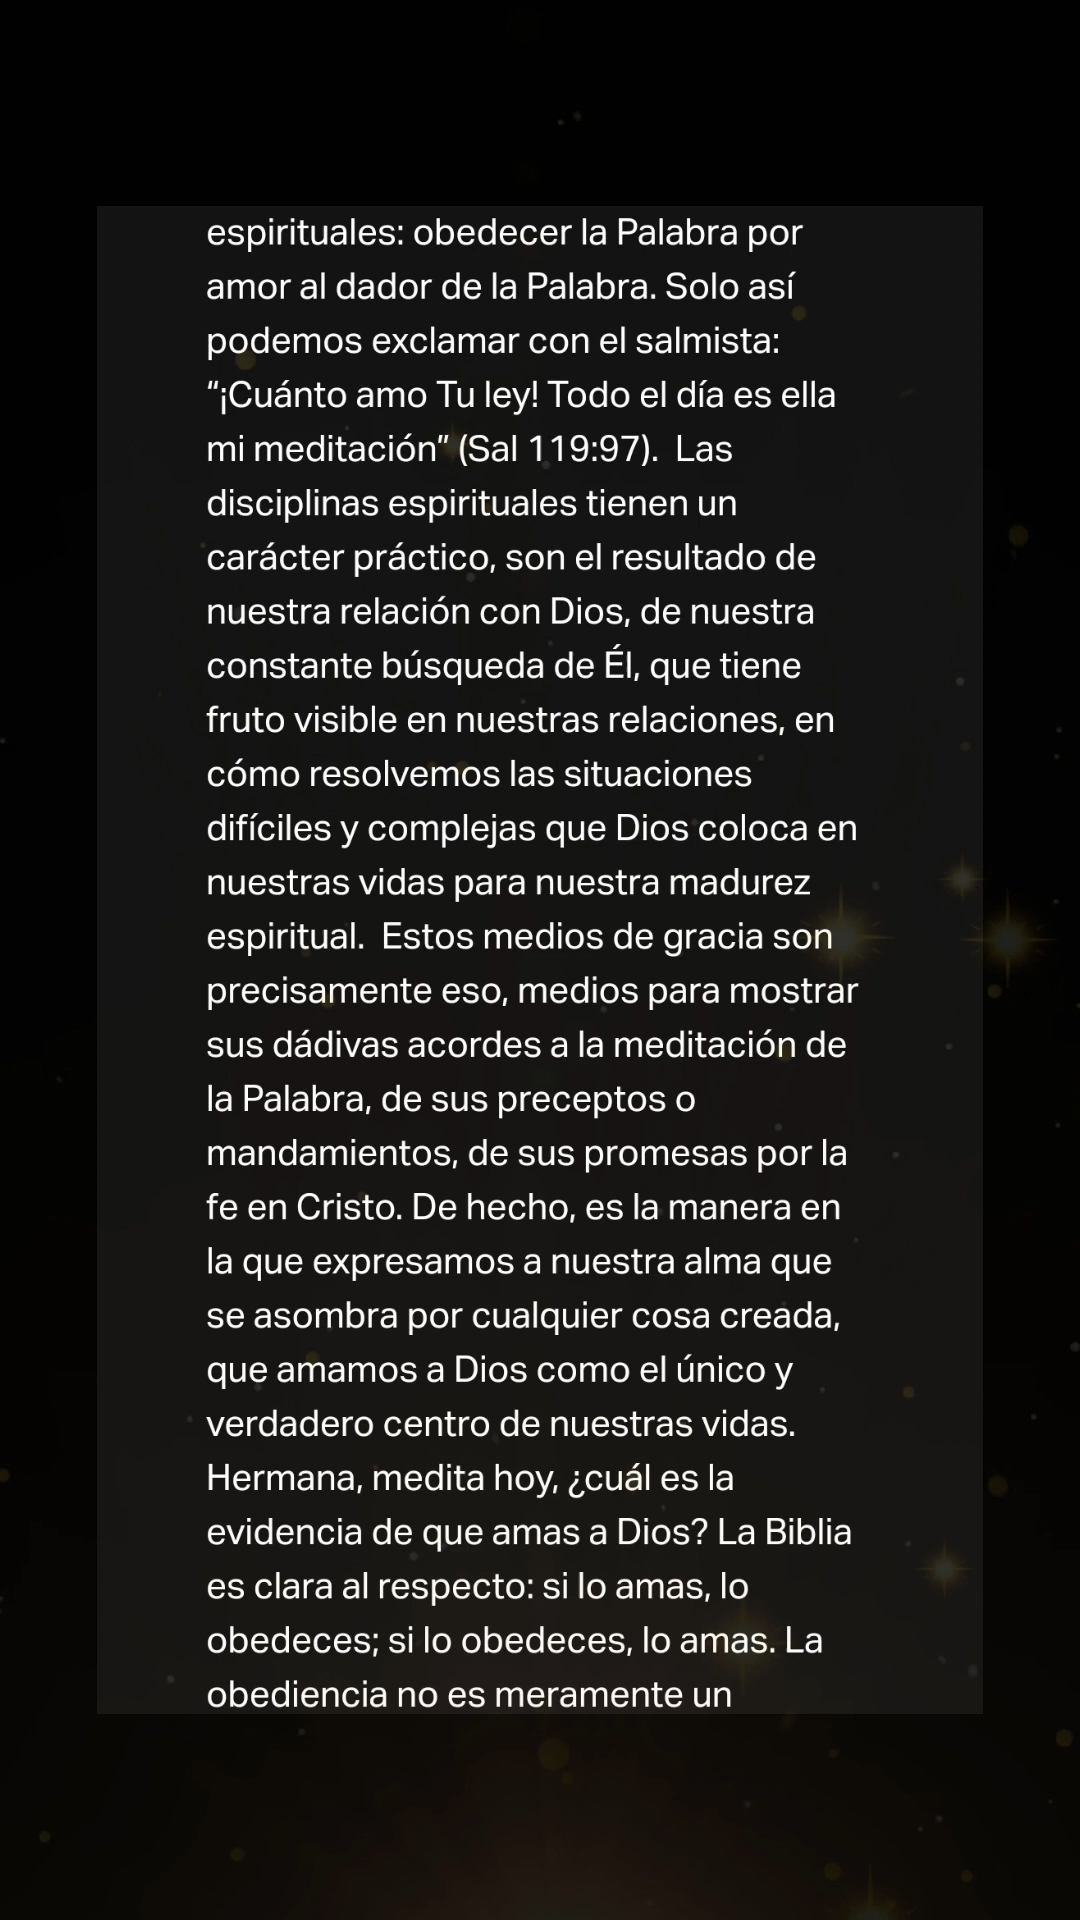 espirituales: obedecer la Palabra por
amor al dador de la Palabra. Solo así
podemos exclamar con el salmista:
“¡Cuánto amo Tu ley! Todo el día es ella
mi meditación” (Sal 119:97).  Las
disciplinas espirituales tienen un
carácter práctico, son el resultado de
nuestra relación con Dios, de nuestra
constante búsqueda de Él, que tiene
fruto visible en nuestras relaciones, en
cómo resolvemos las situaciones
difíciles y complejas que Dios coloca en
nuestras vidas para nuestra madurez
espiritual.  Estos medios de gracia son
precisamente eso, medios para mostrar
sus dádivas acordes a la meditación de
la Palabra, de sus preceptos o
mandamientos, de sus promesas por la
fe en Cristo. De hecho, es la manera en
la que expresamos a nuestra alma que
se asombra por cualquier cosa creada,
que amamos a Dios como el único y
verdadero centro de nuestras vidas.
Hermana, medita hoy, ¿cuál es la
evidencia de que amas a Dios? La Biblia
es clara al respecto: si lo amas, lo
obedeces; si lo obedeces, lo amas. La
obediencia no es meramente un